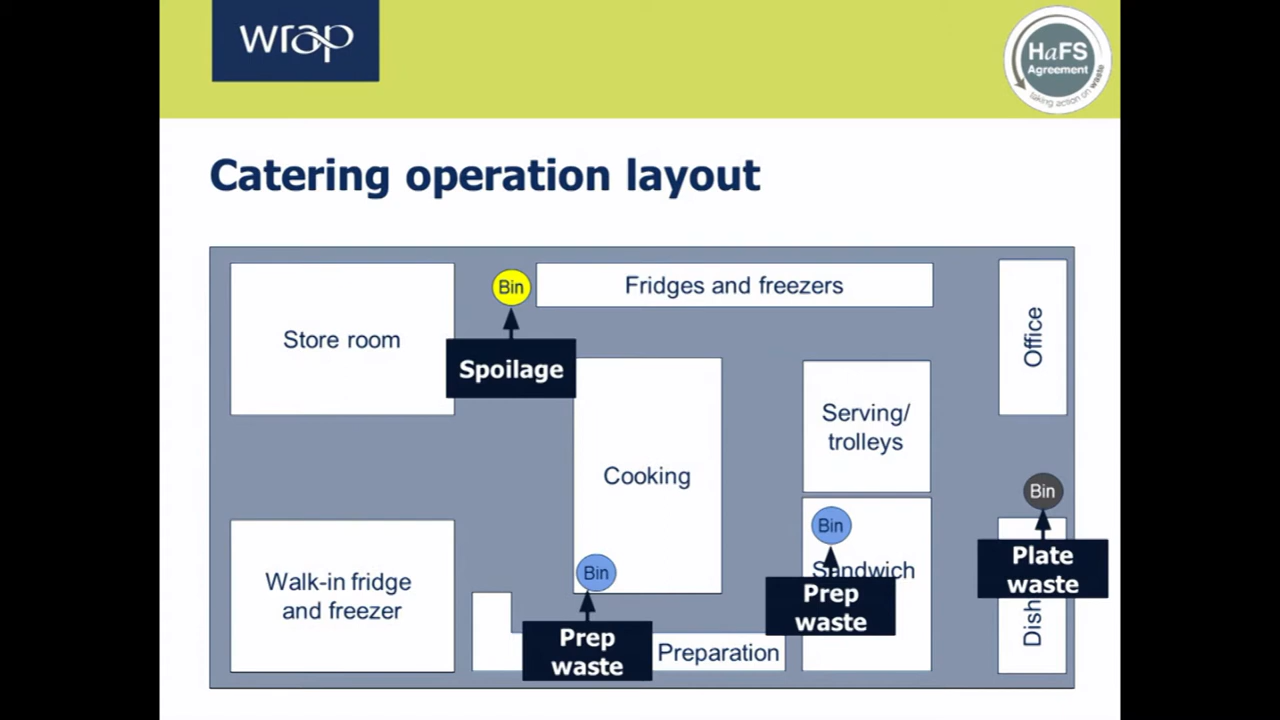 wrap
HaFS
Agreement
taking action on waste
Catering operation layout
Bin
Fridges and freezers
Store room
Office
Spoilage
Serving/
trolleys
Cooking
Bin
Bin
Bin
Sandwich
Plate
waste
Walk-in fridge
and freezer
Prep
waste
Dish
Prep
waste
Preparation